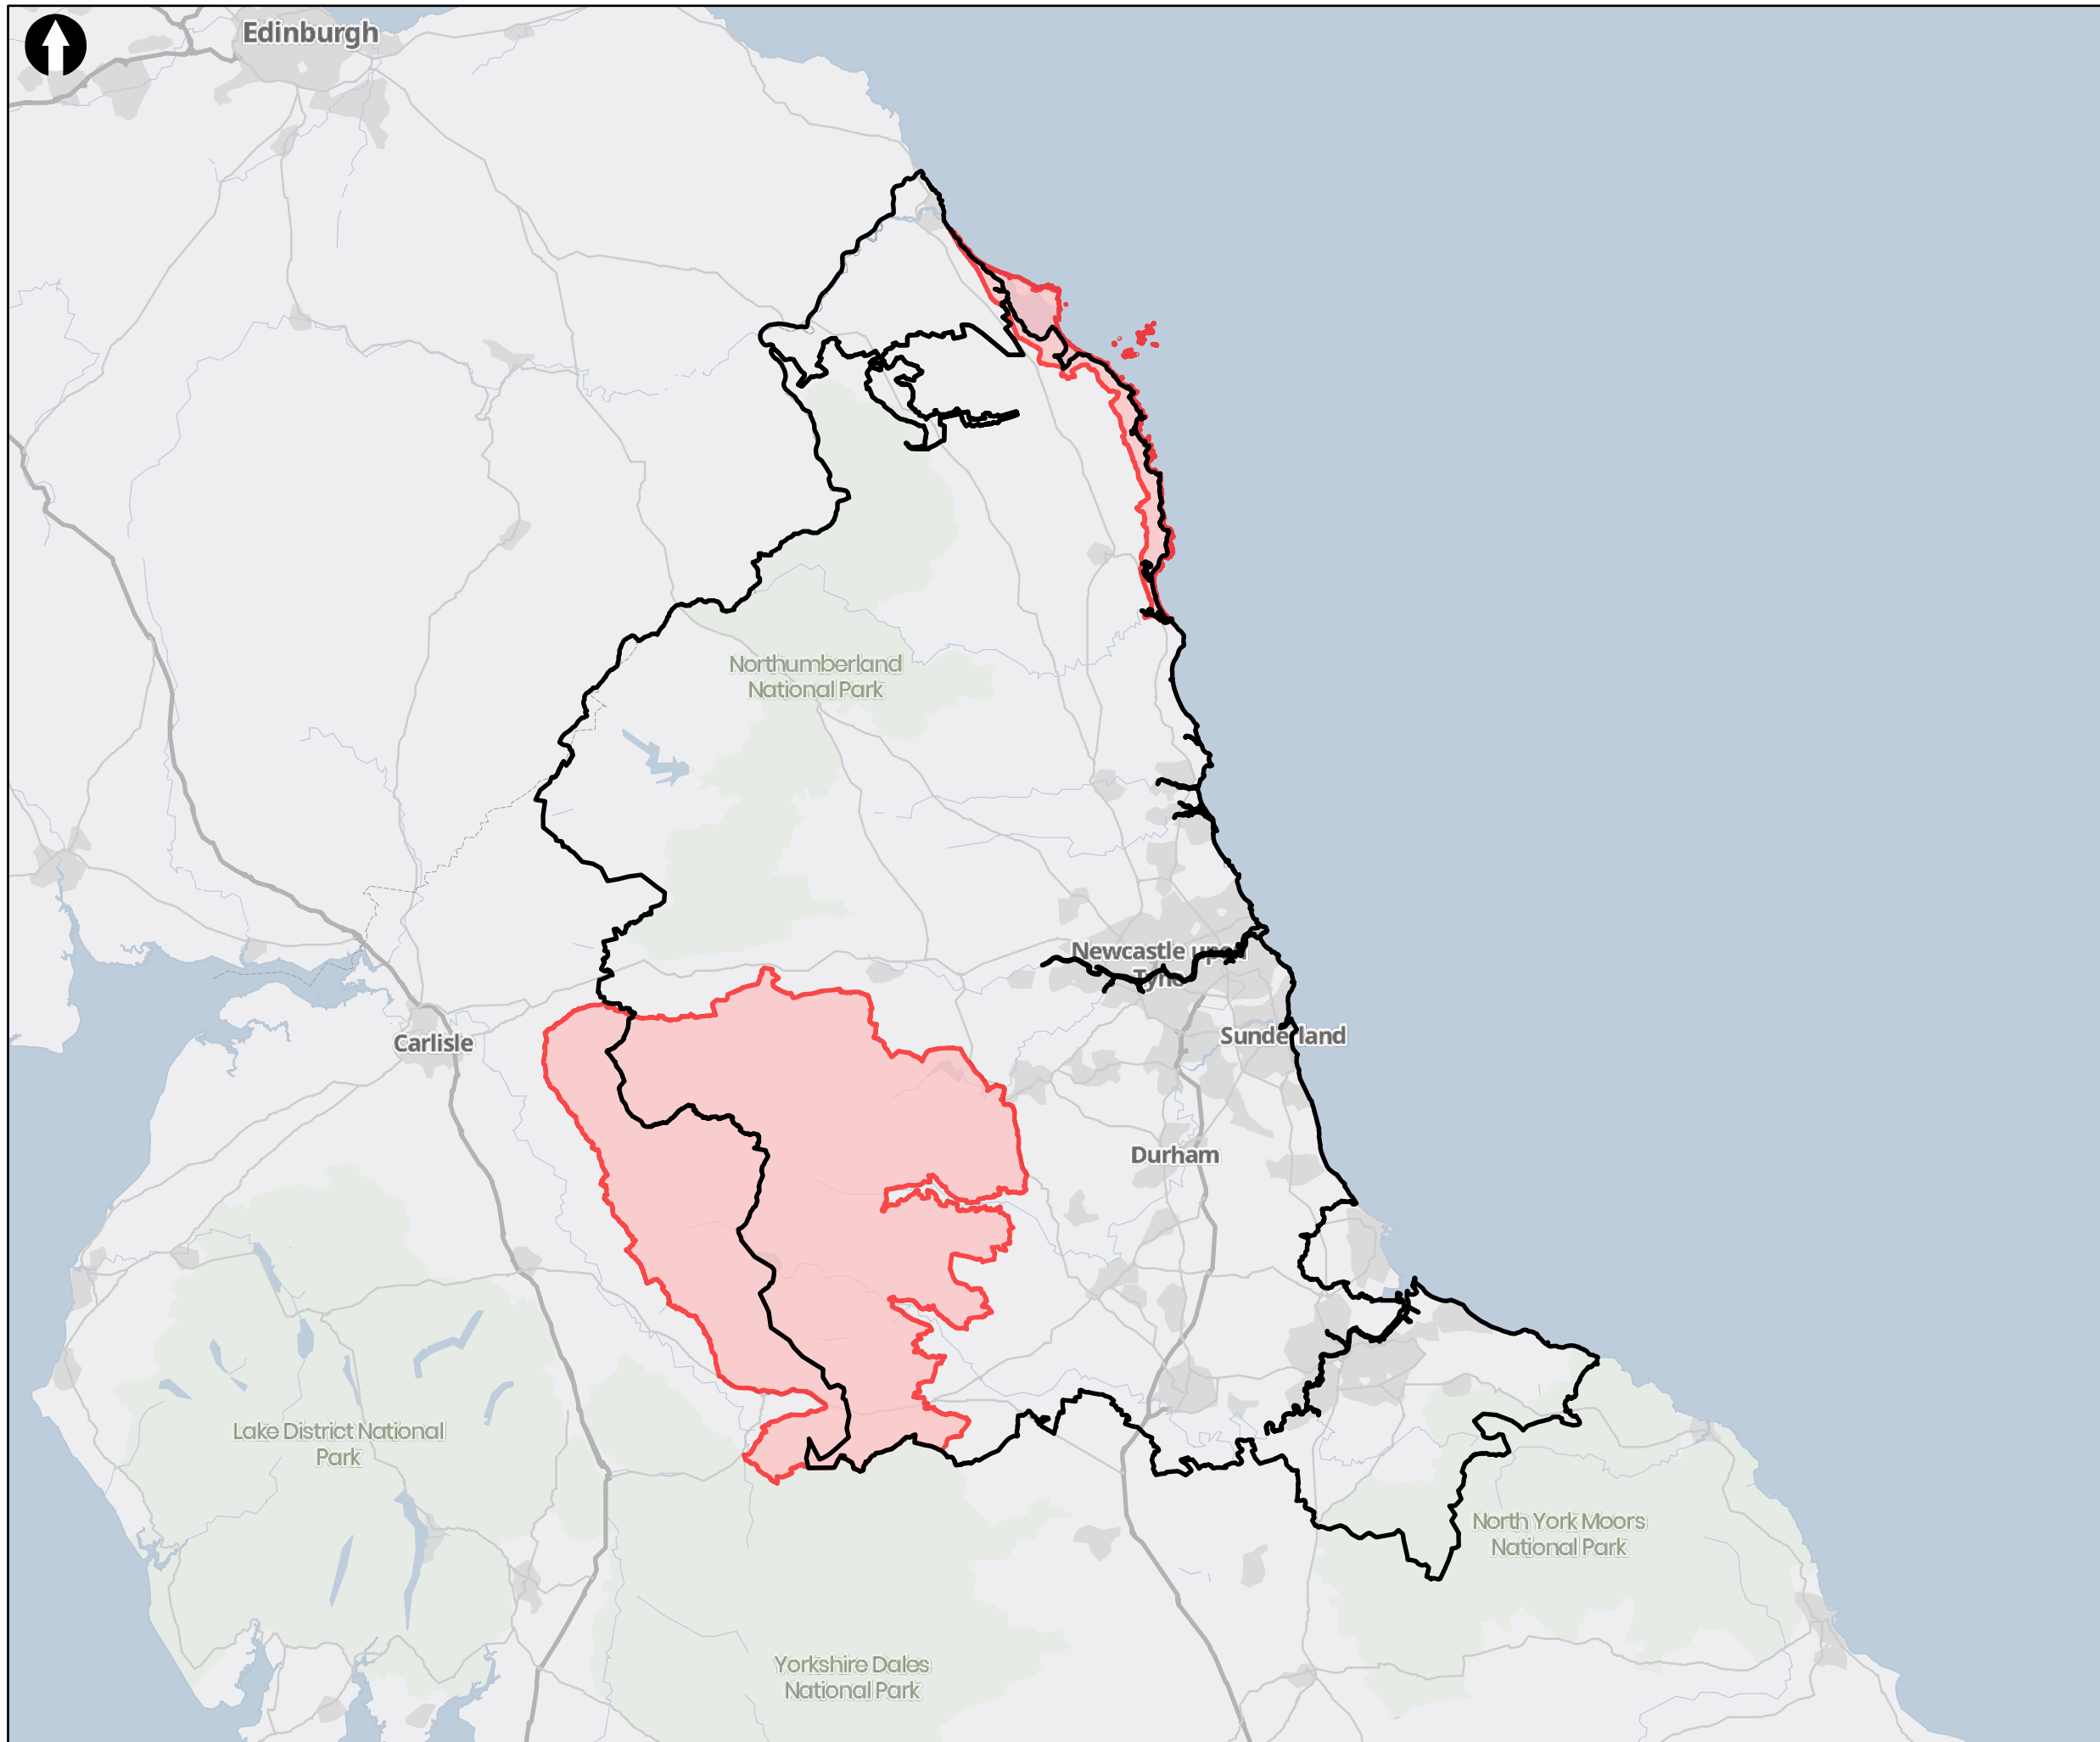 Edinburgh
Northumberland
National Park
Newcastle upon
Tyne
Carlisle
Sunderland
Durham
Lake District National
Park
North York Moors
National Park
Yorkshire Dales
National Park